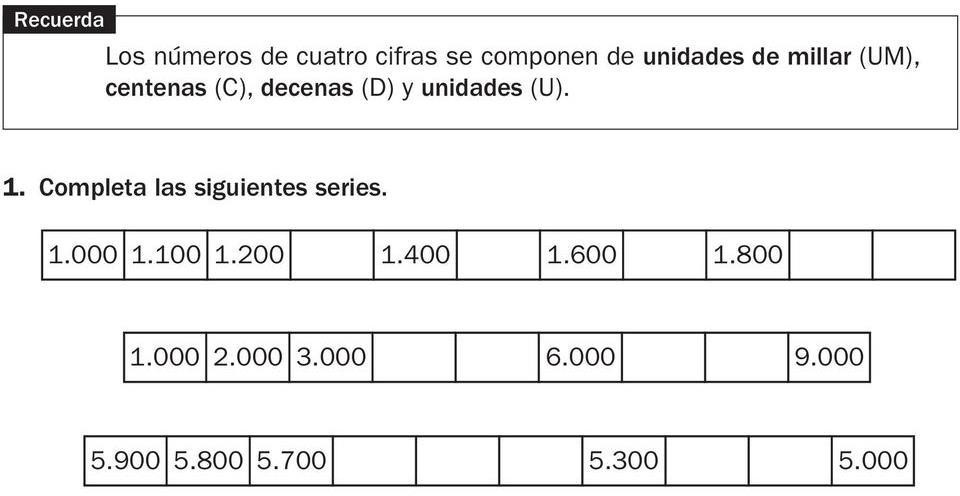 Recuerda
Los números de cuatro cifras se componen de unidades de millar (UM),
centenas (C), decenas (D) y unidades (U).
1. Completa las siguientes series.
1.000 1.100 1.200 1.400 1.600 1.800
1.000 2.000 3.000 6.000 9.000
5.900 5.800 5.700 5.300 5.000